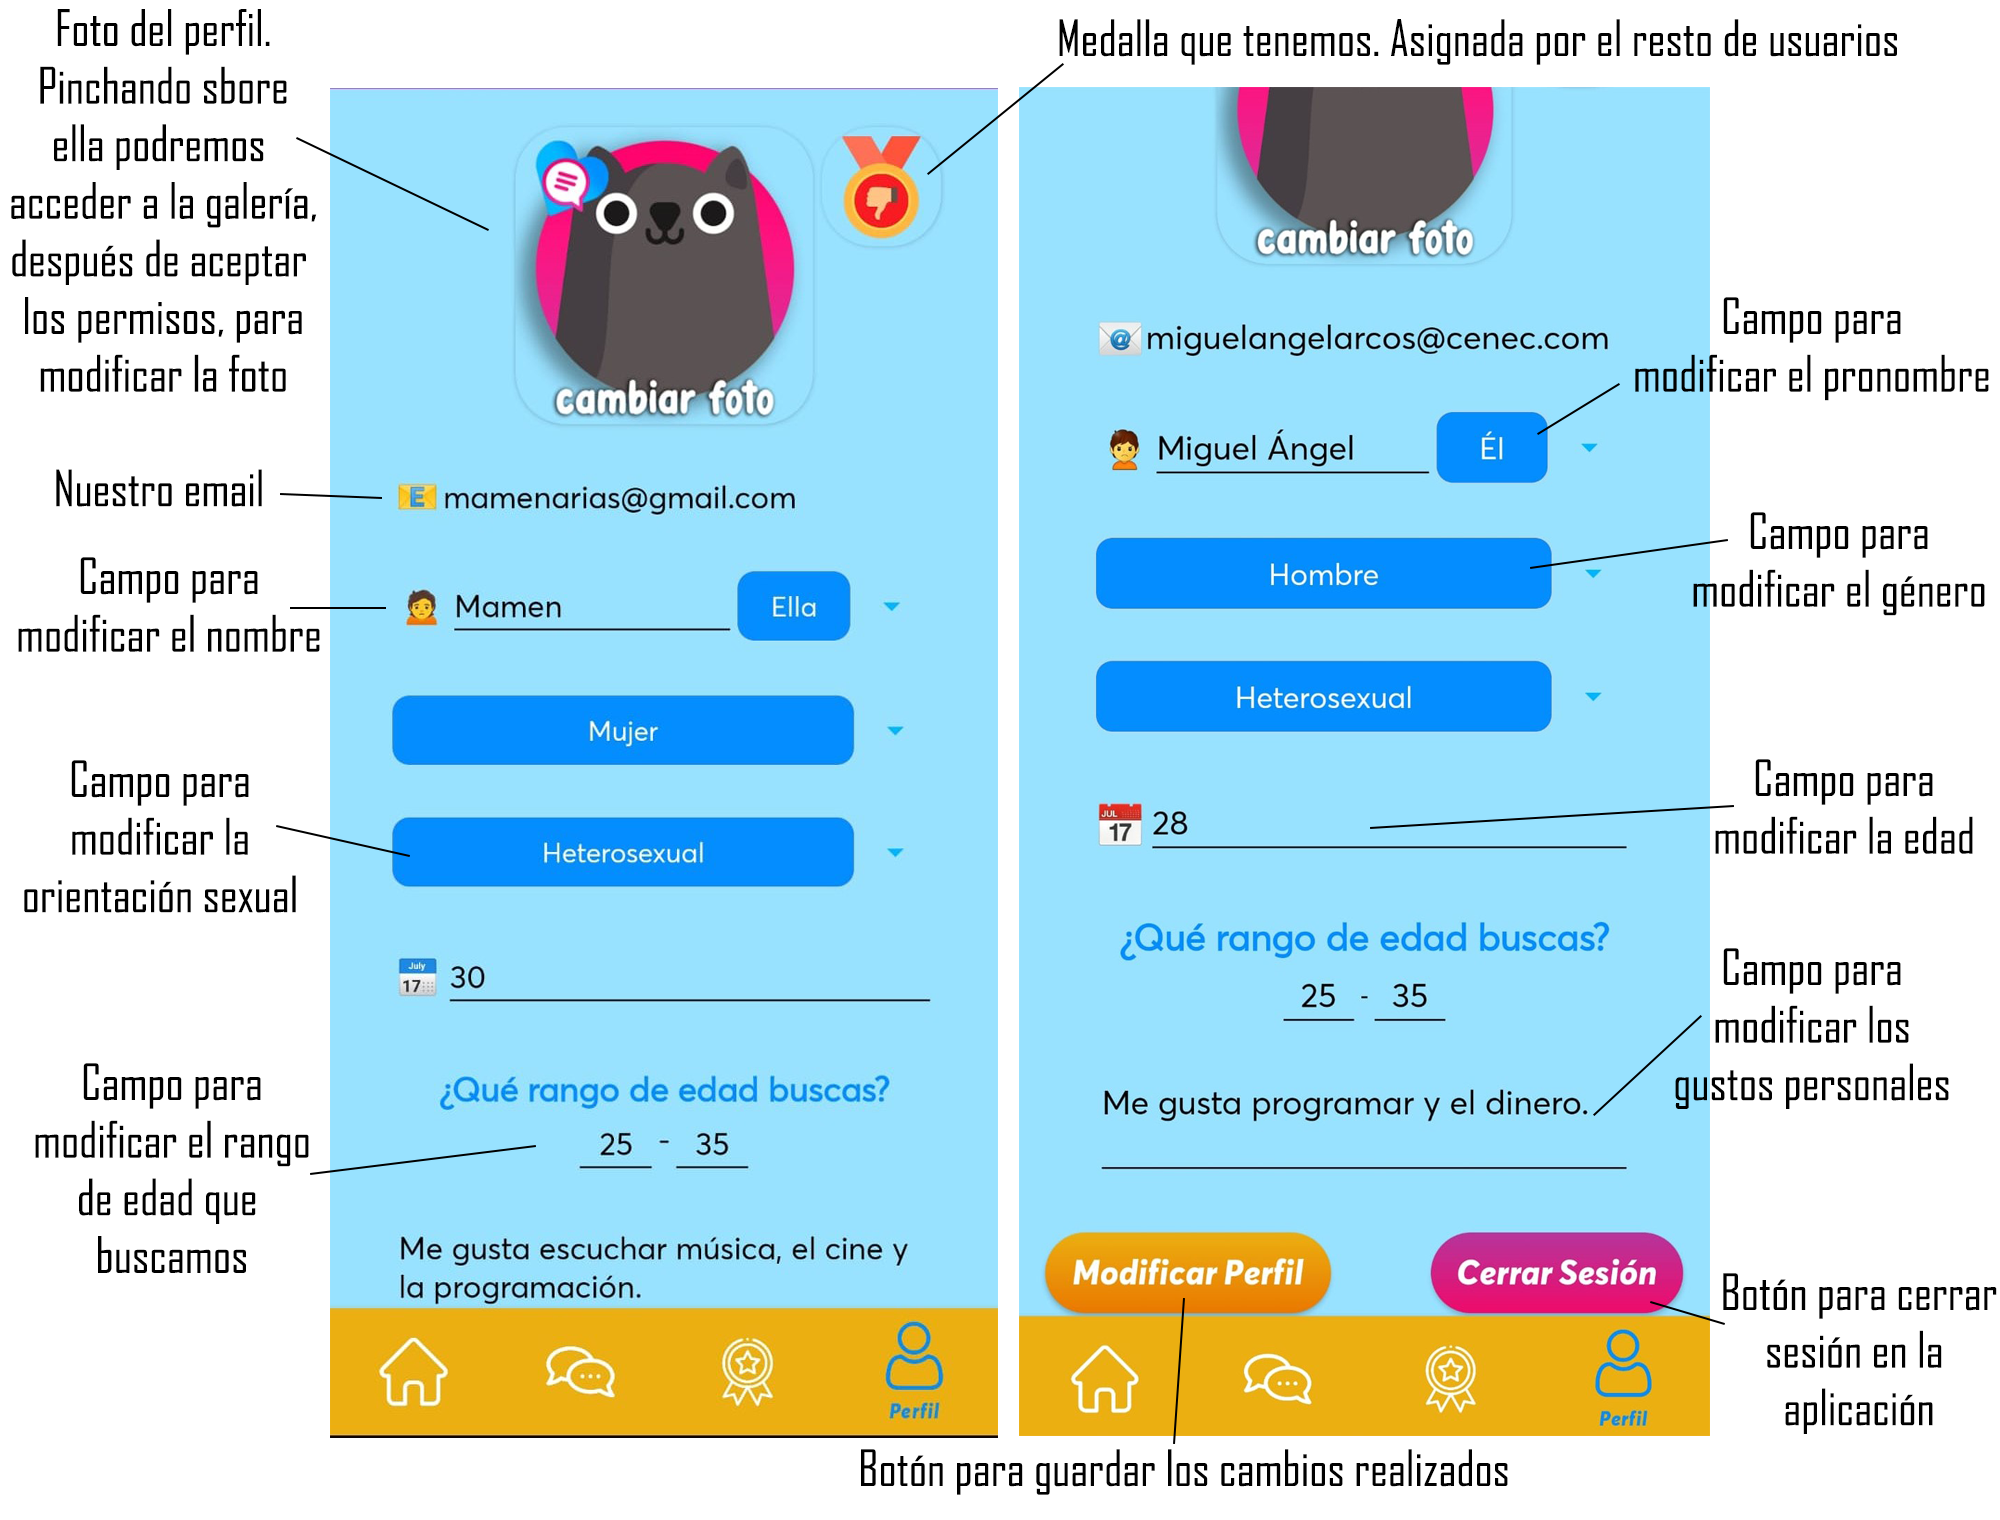 Foto del perfil.
Pinchando sbore
ella podremos
acceder a la galería,
después de aceptar
los permisos, para
modificar la foto
Nuestro email
Campo para
modificar el nombre
Campo para
modificar la
orientación sexual
Campo para
modificar el rango
de edad que
buscamos
cambiar foto
E mamenarias@gmail.com
Mamen Ella
Mujer
Heterosexual
July
17 30
¿Qué rango de edad buscas?
25 - 35
Me gusta escuchar música, el cine y
la programación.
Perfil
Medalla que tenemos. Asignada por el resto de usuarios
cambiar foto
@ miguelangelarcos@cenec.com
Miguel Ángel Él
Hombre
Heterosexual
JUL
17 28
¿Qué rango de edad buscas?
25 - 35
Me gusta programar y el dinero.
Modificar Perfil Cerrar Sesión
Perfil
Campo para
modificar el pronombre
Campo para
modificar el género
Campo para
modificar la edad
Campo para
modificar los
gustos personales
Botón para cerrar
sesión en la
aplicación
Botón para guardar los cambios realizados